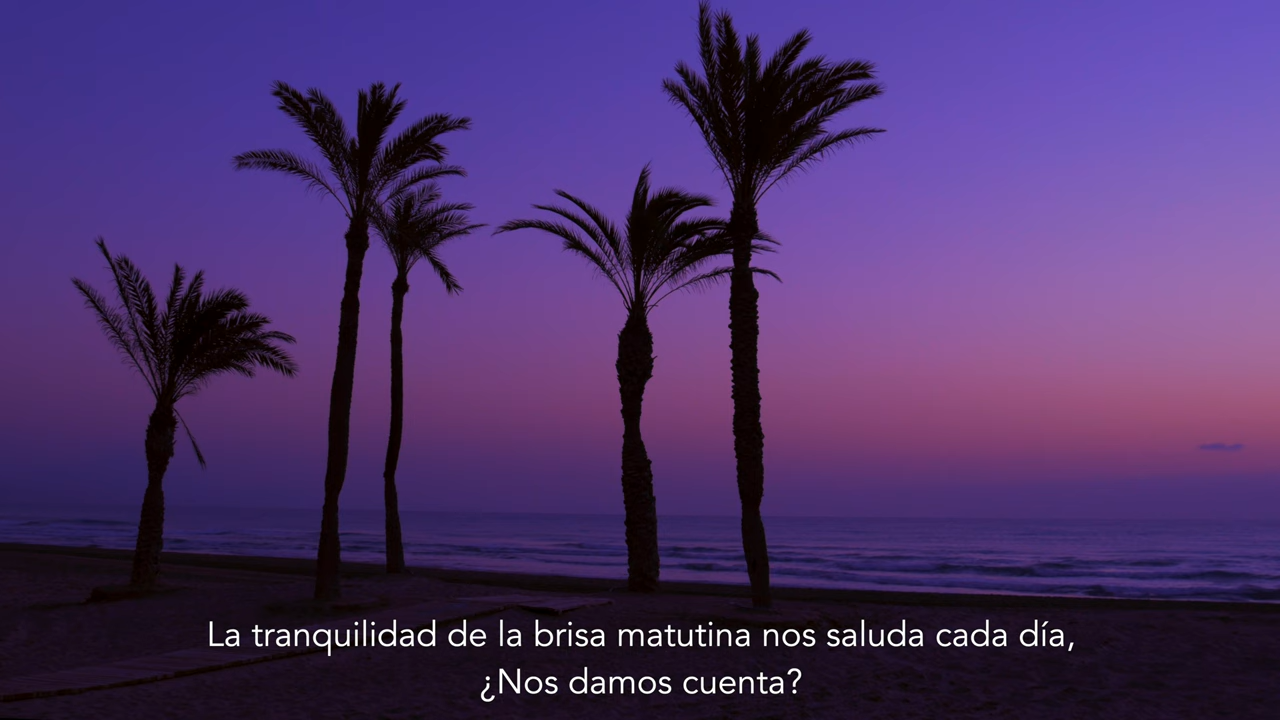 La tranquilidad de la brisa matutina nos saluda cada día,
¿Nos damos cuenta?